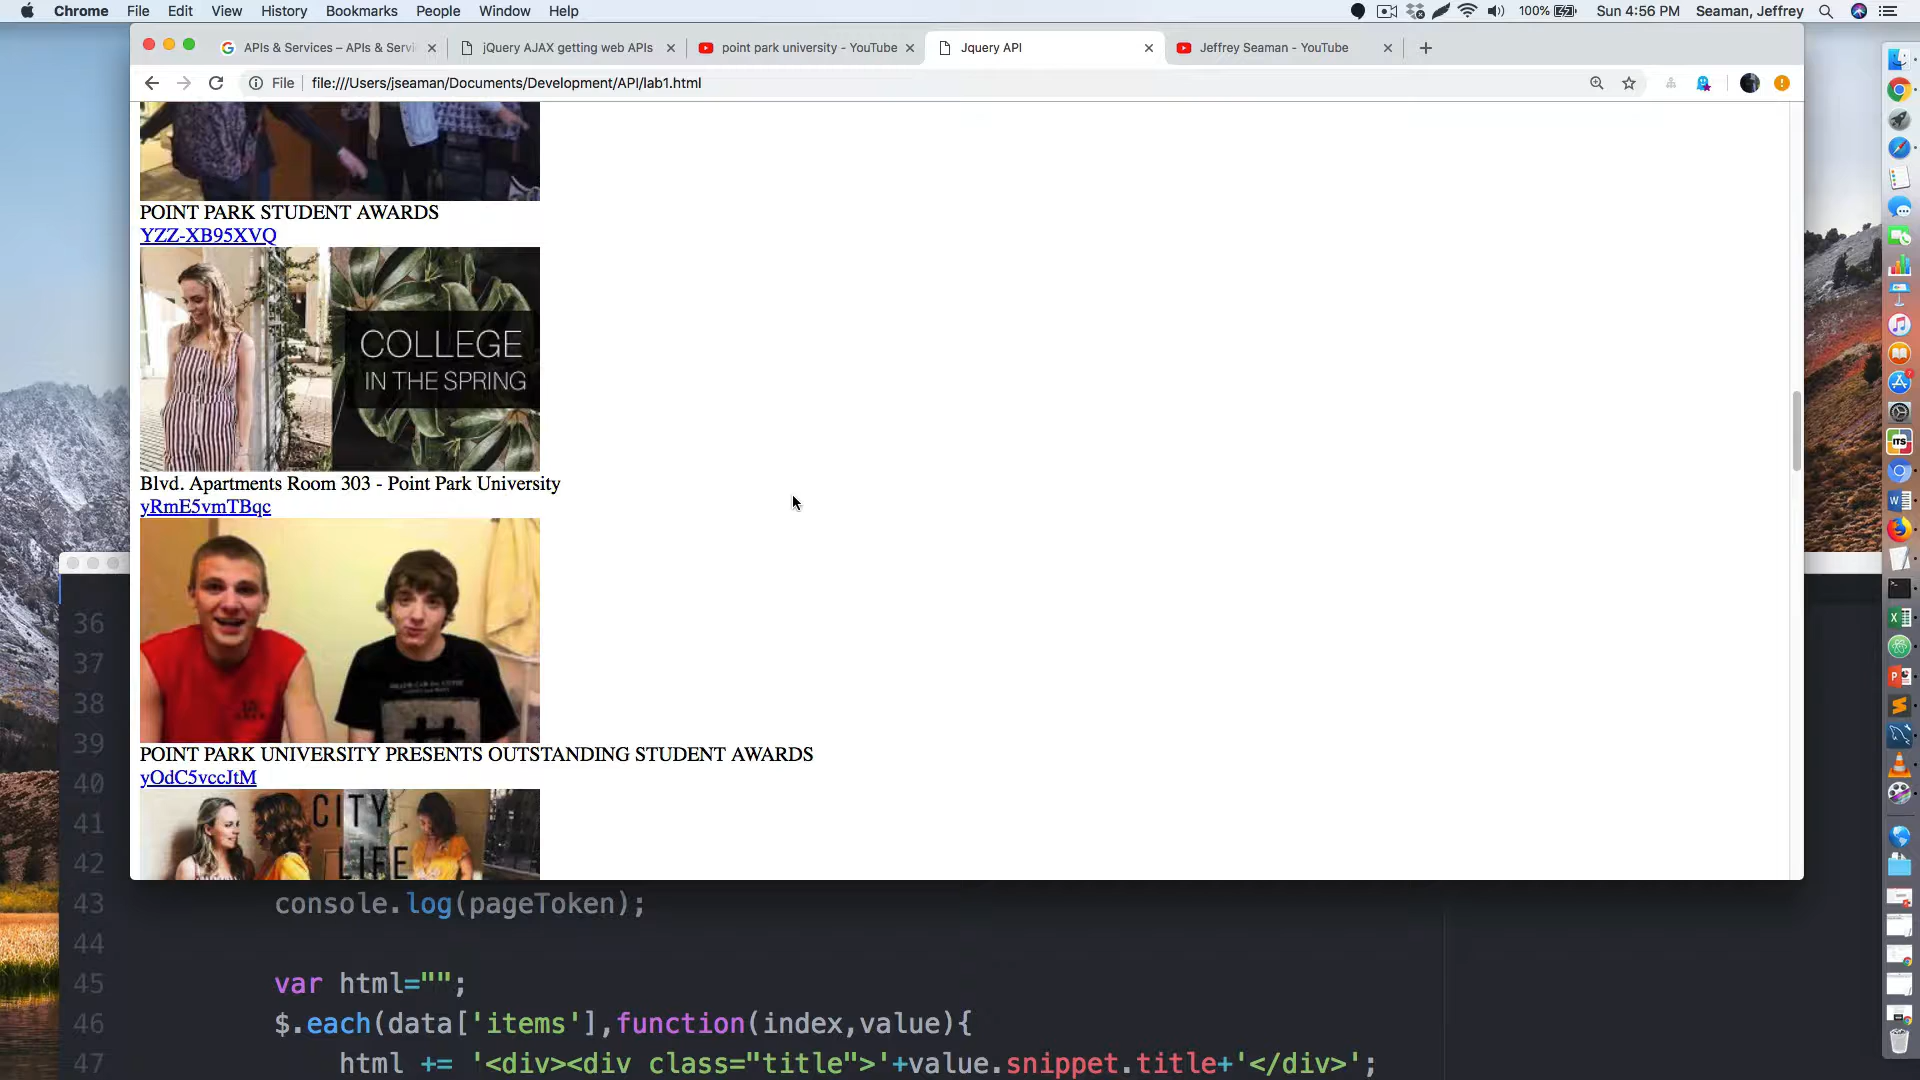 Chrome File Edit View History Bookmarks People Window Help 100% Sun 4:56 PM Seaman, Jeffrey
APIs & Services – APIs & Servi jQuery AJAX getting web APIs point park university - YouTube Jquery API Jeffrey Seaman - YouTube
File file:///Users/jseaman/Documents/Development/API/lab1.html
POINT PARK STUDENT AWARDS
YZZ-XB95XVQ
COLLEGE
IN THE SPRING
Blvd. Apartments Room 303 - Point Park University
yRmE5vmTBqc
POINT PARK UNIVERSITY PRESENTS OUTSTANDING STUDENT AWARDS
yOdC5vccJtM
CITY
LIFE
36
37
38
39
40
41
42
43 console.log(pageToken);
44
45 var html="";
46 $.each(data['items'],function(index,value){
47 html += '<div><div class="title">'+value.snippet.title+'</div>';